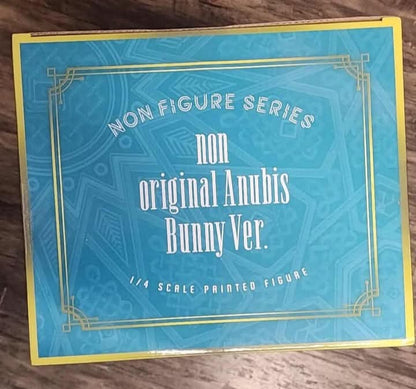 NON FIGURE SERIES
non
original Anubis
Bunny Ver.
1/4 SCALE PAINTED FIGURE